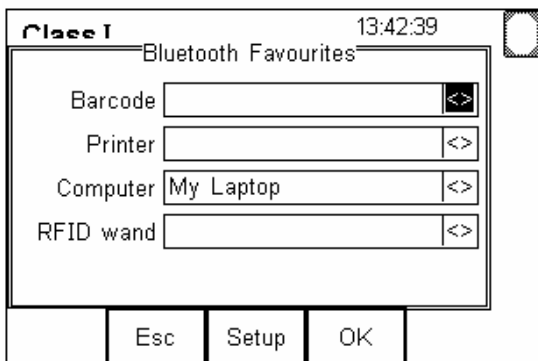 Class I 13:42:39
Bluetooth Favourites
Barcode <>
Printer <>
Computer My Laptop <>
RFID wand <>
Esc Setup OK